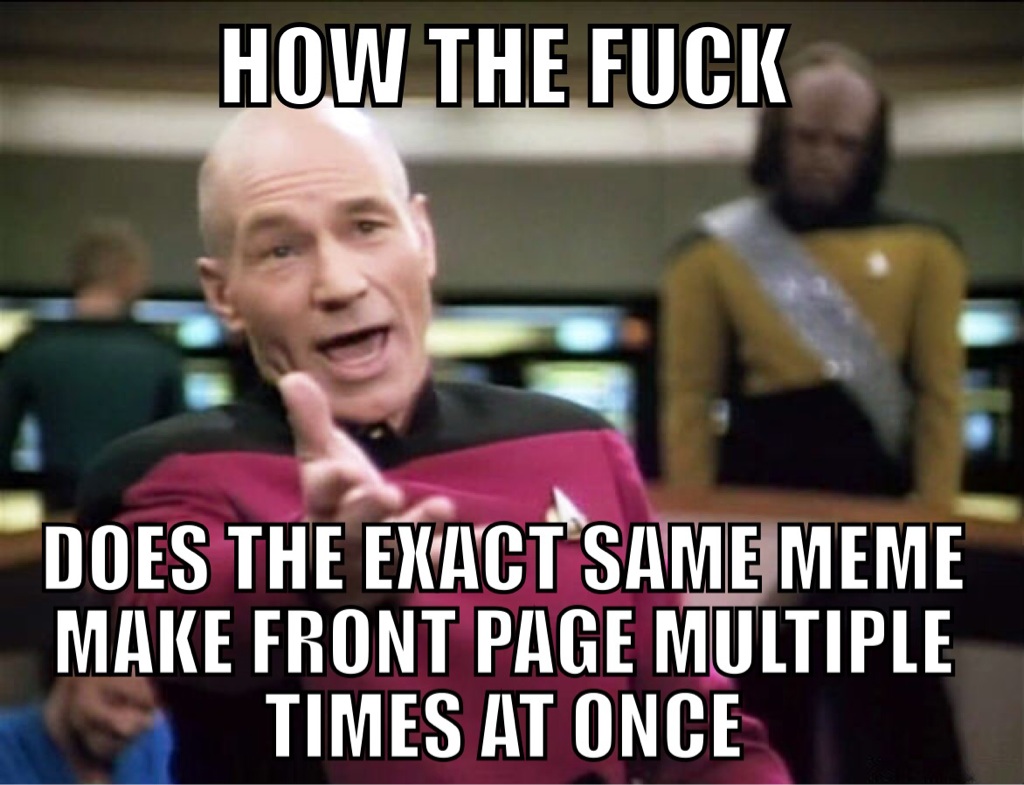 HOW THE FUCK
DOES THE EXACT SAME MEME
MAKE FRONT PAGE MULTIPLE
TIMES AT ONCE